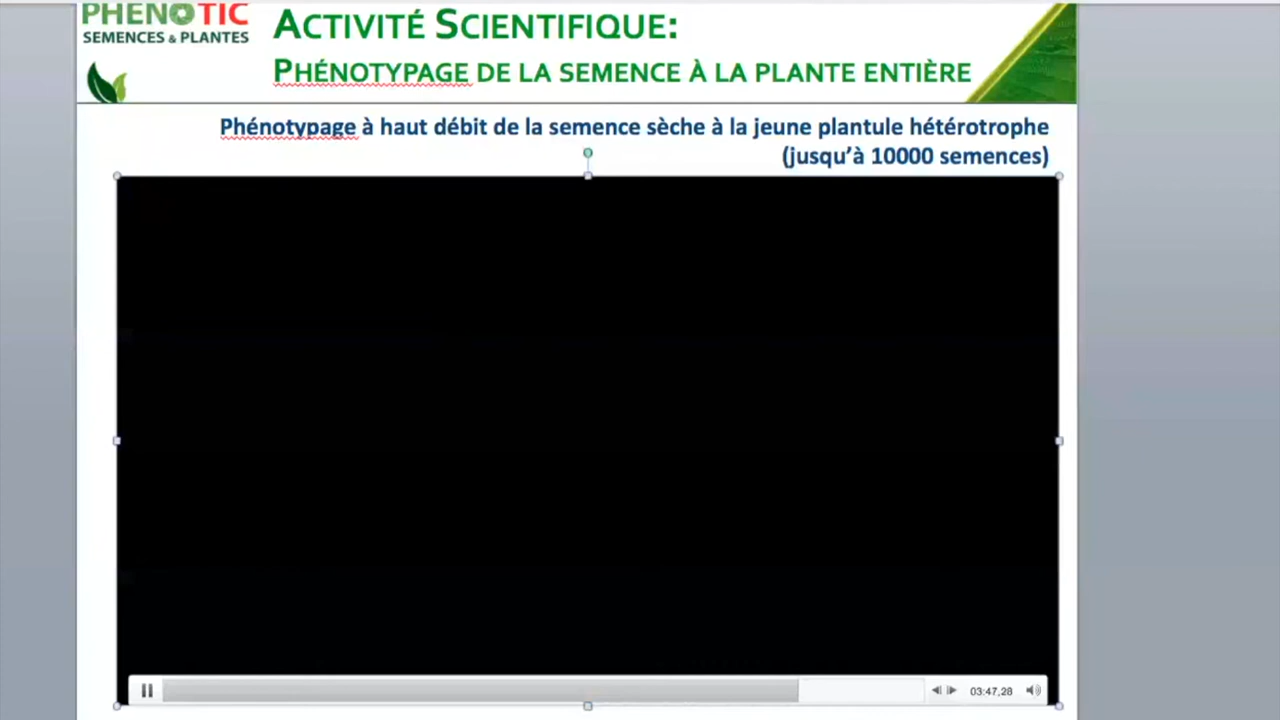 PHENOTIC
SEMENCES & PLANTES
ACTIVITÉ SCIENTIFIQUE:
PHÉNOTYPAGE DE LA SEMENCE À LA PLANTE ENTIÈRE
Phénotypage à haut débit de la semence sèche à la jeune plantule hétérotrophe
(jusqu’à 10000 semences)
03:47,28